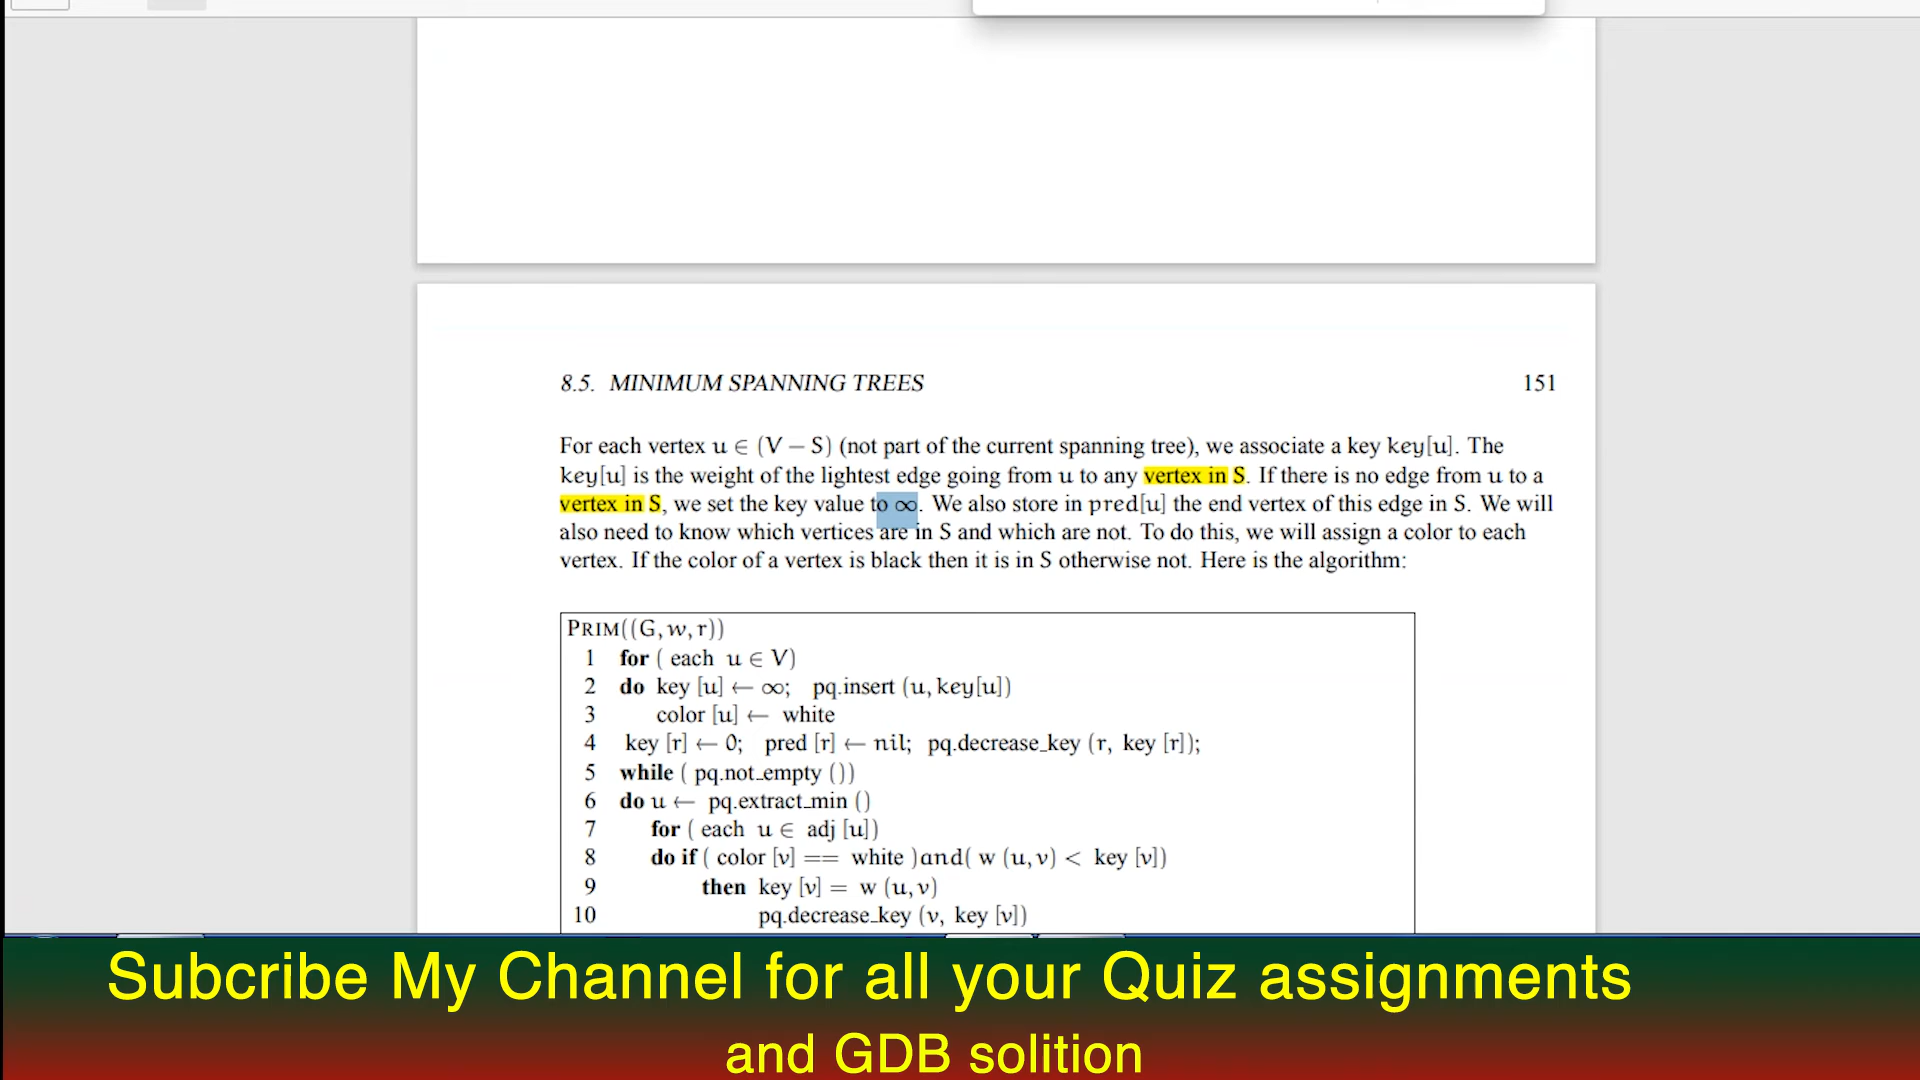 8.5. MINIMUM SPANNING TREES 151
For each vertex u ∈ (V − S) (not part of the current spanning tree), we associate a key key[u]. The
key[u] is the weight of the lightest edge going from u to any vertex in S. If there is no edge from u to a
vertex in S, we set the key value to ∞. We also store in pred[u] the end vertex of this edge in S. We will
also need to know which vertices are in S and which are not. To do this, we will assign a color to each
vertex. If the color of a vertex is black then it is in S otherwise not. Here is the algorithm:
PRIM((G, w, r))
1 for ( each u ∈ V)
2 do key [u] ← ∞; pq.insert (u, key[u])
3 color [u] ← white
4 key [r] ← 0; pred [r] ← nil; pq.decrease_key (r, key [r]);
5 while ( pq.not_empty ())
6 do u ← pq.extract_min ()
7 for ( each u ∈ adj [u])
8 do if ( color [v] == white )and( w (u, v) < key [v])
9 then key [v] = w (u, v)
10 pq.decrease_key (v, key [v])
Subcribe My Channel for all your Quiz assignments
and GDB solition